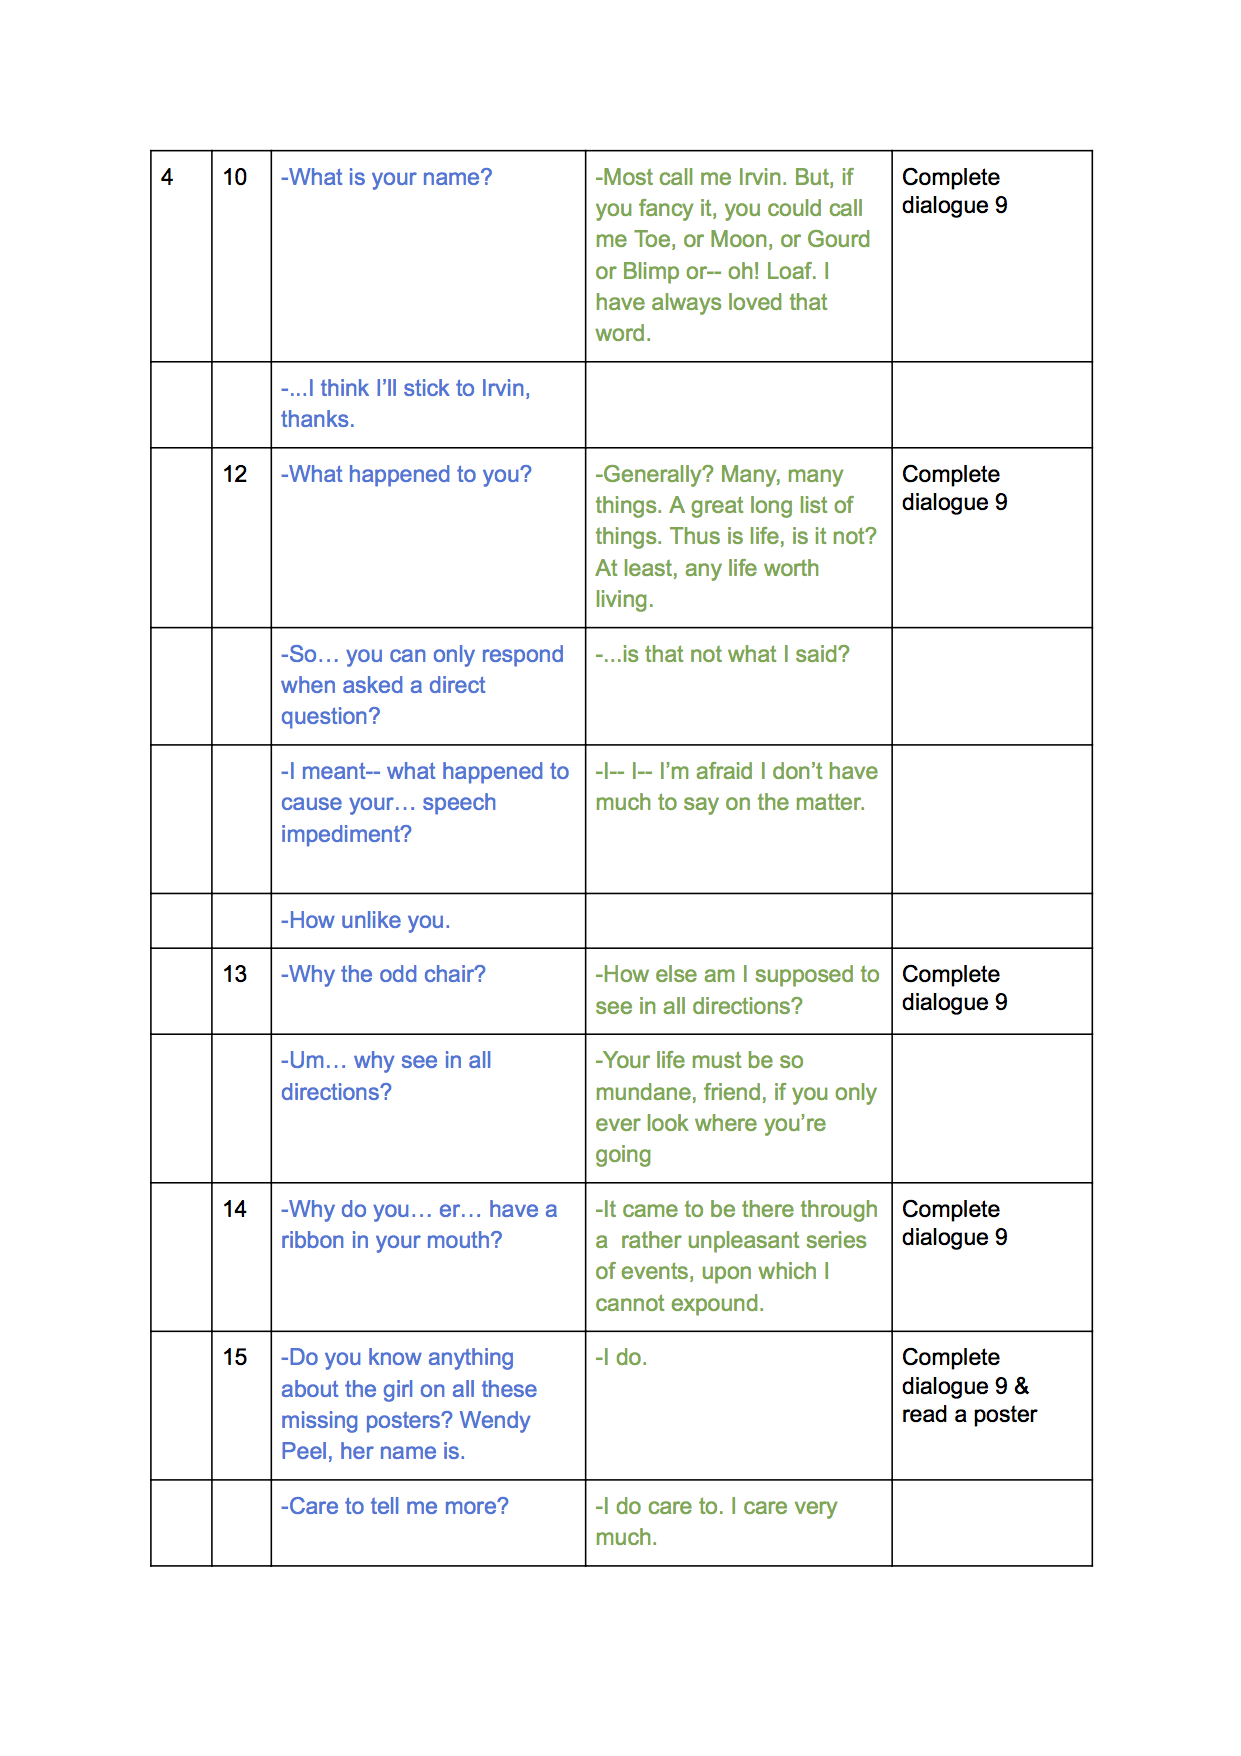 4
10
-What is your name?
-Most call me Irvin. But, if
you fancy it, you could call
me Toe, or Moon, or Gourd
or Blimp or-- oh! Loaf. I
have always loved that
word.
Complete
dialogue 9
-...I think I’ll stick to Irvin,
thanks.
12
-What happened to you?
-Generally? Many, many
things. A great long list of
things. Thus is life, is it not?
At least, any life worth
living.
Complete
dialogue 9
-So… you can only respond
when asked a direct
question?
-...is that not what I said?
-I meant-- what happened to
cause your… speech
impediment?
-I-- I-- I’m afraid I don’t have
much to say on the matter.
-How unlike you.
13
-Why the odd chair?
-How else am I supposed to
see in all directions?
Complete
dialogue 9
-Um… why see in all
directions?
-Your life must be so
mundane, friend, if you only
ever look where you’re
going
14
-Why do you… er… have a
ribbon in your mouth?
-It came to be there through
a  rather unpleasant series
of events, upon which I
cannot expound.
Complete
dialogue 9
15
-Do you know anything
about the girl on all these
missing posters? Wendy
Peel, her name is.
-I do.
Complete
dialogue 9 &
read a poster
-Care to tell me more?
-I do care to. I care very
much.